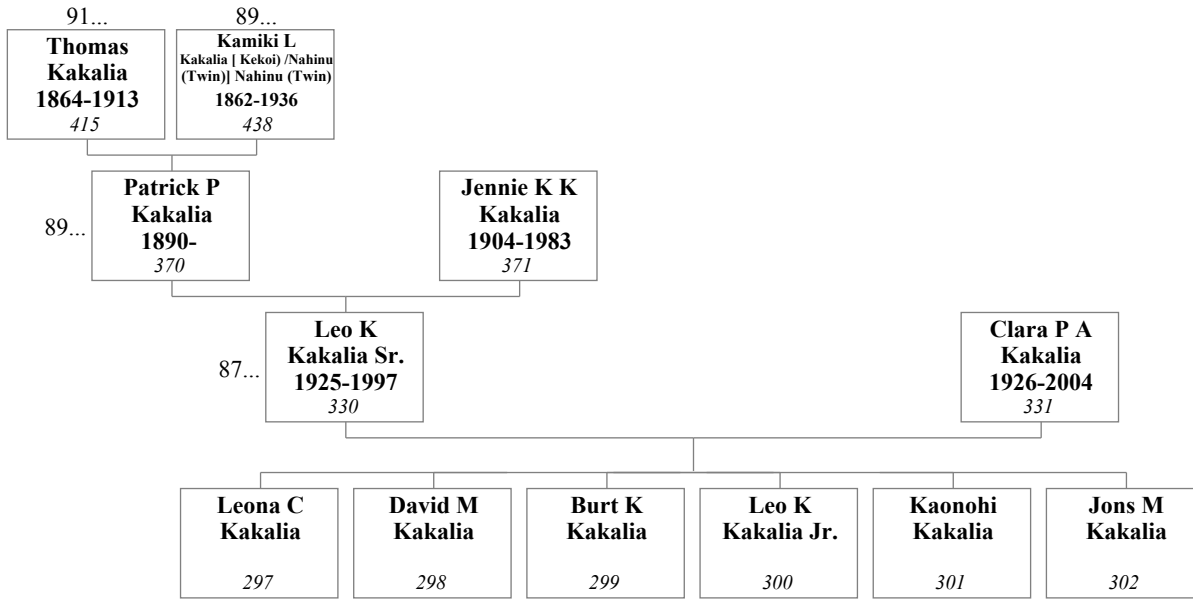 91...
89...
Thomas
Kakalia
1864-1913
415
Kamiki L
Kakalia [ Kekoi) /Nahinu
(Twin)] Nahinu (Twin)
1862-1936
438
89...
Patrick P
Kakalia
1890-
370
Jennie K K
Kakalia
1904-1983
371
87...
Leo K
Kakalia Sr.
1925-1997
330
Clara P A
Kakalia
1926-2004
331
Leona C
Kakalia
297
David M
Kakalia
298
Burt K
Kakalia
299
Leo K
Kakalia Jr.
300
Kaonohi
Kakalia
301
Jons M
Kakalia
302